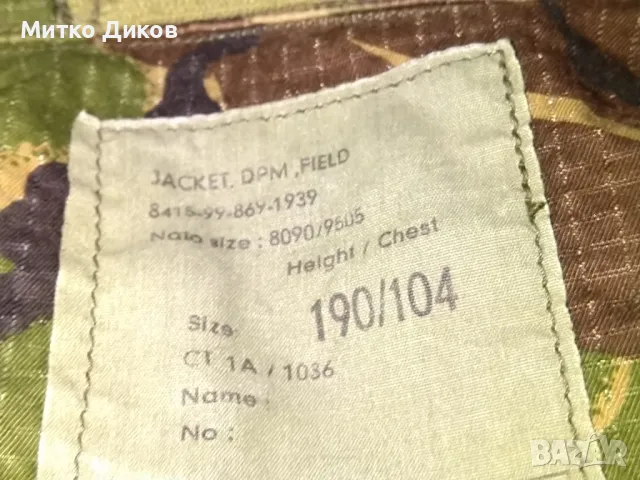 Митко Диков
JACKET, DPM ,FIELD
8415-99-869-1939
Nato size : 8090/9505
Height / Chest
Size 190/104
CT 1A / 1036
Name :
No :
BAZAR